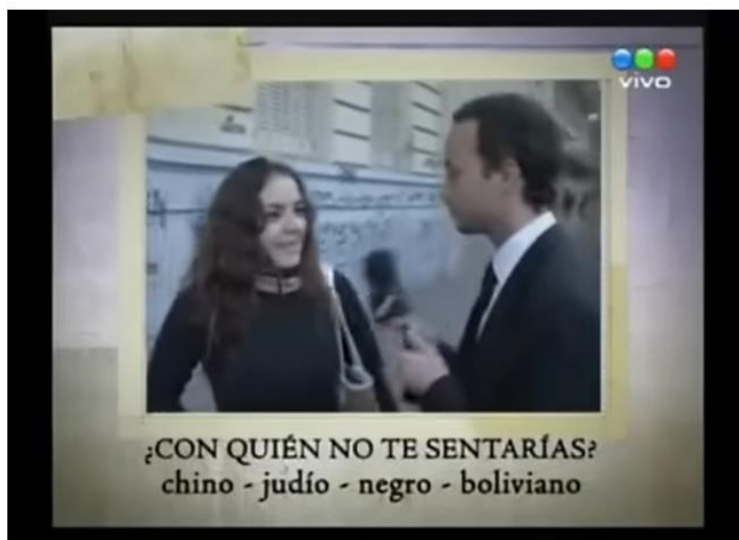 vivo
¿CON QUIÉN NO TE SENTARÍAS?
chino - judío - negro - boliviano